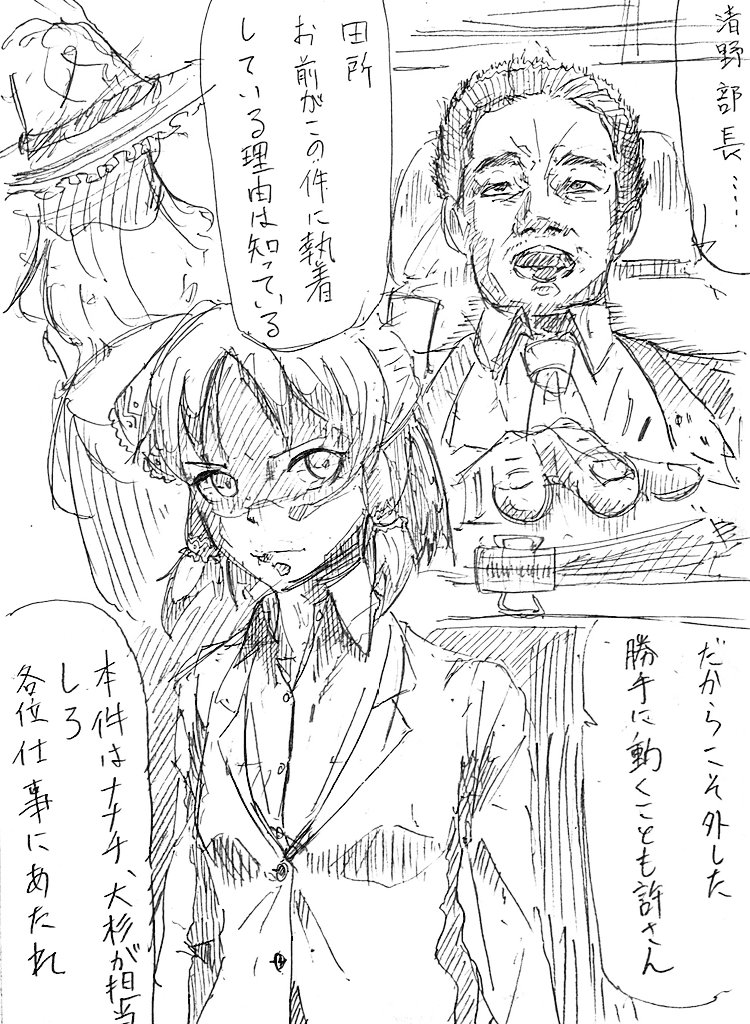 渚野部長……
田所
お前がこの件に執着
している理由は知っている
だからこそ外した
勝手に動くことも許さん
本件はナナチ、大杉が担当
しろ
各位仕事にあたれ